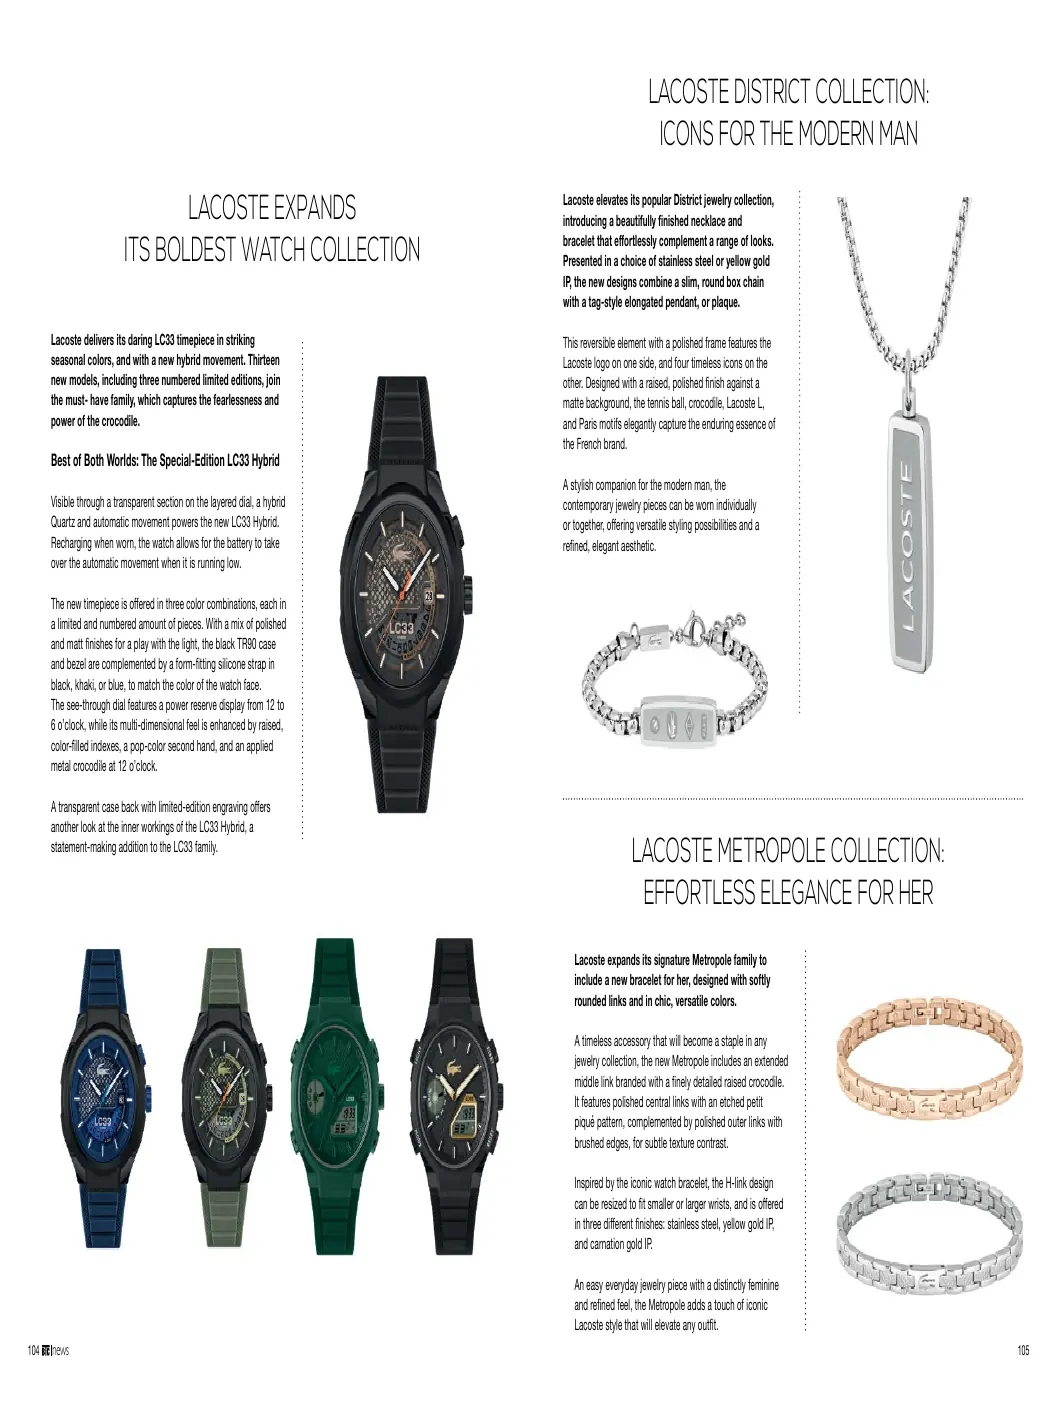 LACOSTE EXPANDS
ITS BOLDEST WATCH COLLECTION
Lacoste delivers its daring LC33 timepiece in striking
seasonal colors, and with a new hybrid movement. Thirteen
new models, including three numbered limited editions, join
the must- have family, which captures the fearlessness and
power of the crocodile.
Best of Both Worlds: The Special-Edition LC33 Hybrid
Visible through a transparent section on the layered dial, a hybrid
Quartz and automatic movement powers the new LC33 Hybrid.
Recharging when worn, the watch allows for the battery to take
over the automatic movement when it is running low.
The new timepiece is offered in three color combinations, each in
a limited and numbered amount of pieces. With a mix of polished
and matt finishes for a play with the light, the black TR90 case
and bezel are complemented by a form-fitting silicone strap in
black, khaki, or blue, to match the color of the watch face.
The see-through dial features a power reserve display from 12 to
6 o'clock, while its multi-dimensional feel is enhanced by raised,
color-filled indexes, a pop-color second hand, and an applied
metal crocodile at 12 o'clock.
A transparent case back with limited-edition engraving offers
another look at the inner workings of the LC33 Hybrid, a
statement-making addition to the LC33 family.
28
LC33
LC33
LC33
104 news
LACOSTE DISTRICT COLLECTION:
ICONS FOR THE MODERN MAN
Lacoste elevates its popular District jewelry collection,
introducing a beautifully finished necklace and
bracelet that effortlessly complement a range of looks.
Presented in a choice of stainless steel or yellow gold
IP, the new designs combine a slim, round box chain
with a tag-style elongated pendant, or plaque.
This reversible element with a polished frame features the
Lacoste logo on one side, and four timeless icons on the
other. Designed with a raised, polished finish against a
matte background, the tennis ball, crocodile, Lacoste L,
and Paris motifs elegantly capture the enduring essence of
the French brand.
A stylish companion for the modern man, the
contemporary jewelry pieces can be worn individually
or together, offering versatile styling possibilities and a
refined, elegant aesthetic.
LACOSTE
LACOSTE METROPOLE COLLECTION:
EFFORTLESS ELEGANCE FOR HER
Lacoste expands its signature Metropole family to
include a new bracelet for her, designed with softly
rounded links and in chic, versatile colors.
A timeless accessory that will become a staple in any
jewelry collection, the new Metropole includes an extended
middle link branded with a finely detailed raised crocodile.
It features polished central links with an etched petit
piqué pattern, complemented by polished outer links with
brushed edges, for subtle texture contrast.
Inspired by the iconic watch bracelet, the H-link design
can be resized to fit smaller or larger wrists, and is offered
in three different finishes: stainless steel, yellow gold IP,
and carnation gold IP.
An easy everyday jewelry piece with a distinctly feminine
and refined feel, the Metropole adds a touch of iconic
Lacoste style that will elevate any outfit.
105